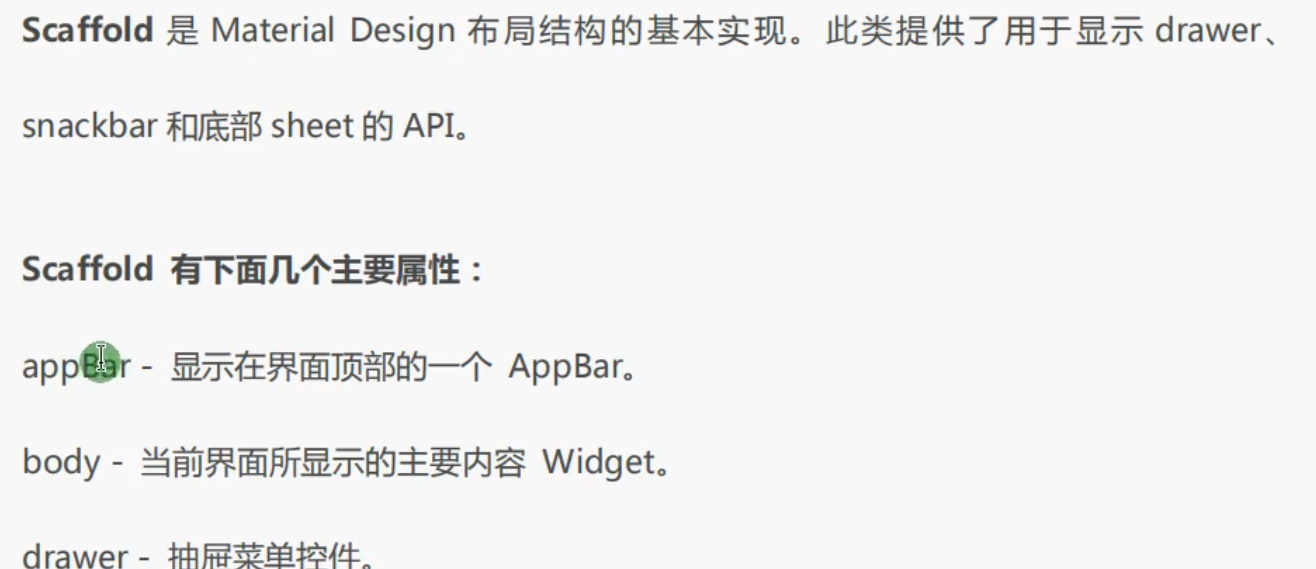 Scaffold 是 Material Design 布局结构的基本实现。此类提供了用于显示 drawer、
snackbar 和底部 sheet 的 API。
Scaffold 有下面几个主要属性：
appBar - 显示在界面顶部的一个 AppBar。
body - 当前界面所显示的主要内容 Widget。
drawer - 抽屉菜单控件。